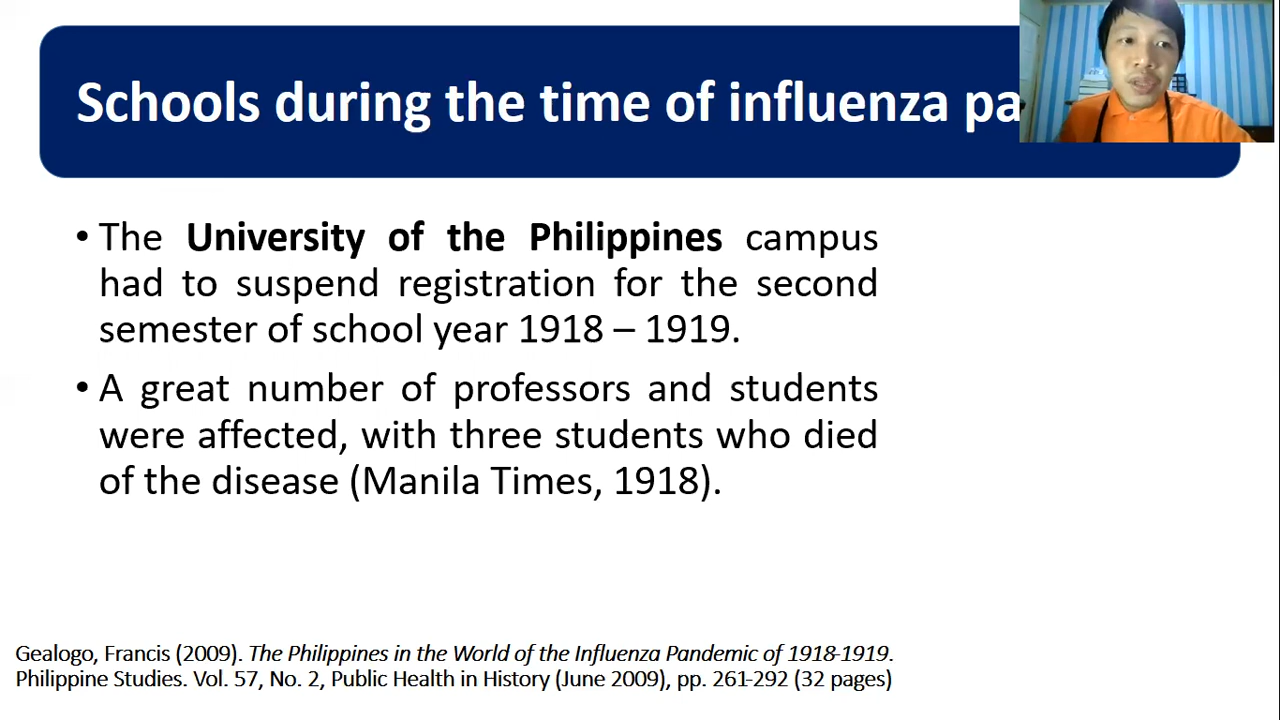 Schools during the time of influenza pa
• The University of the Philippines campus
had to suspend registration for the second
semester of school year 1918 – 1919.
• A great number of professors and students
were affected, with three students who died
of the disease (Manila Times, 1918).
Gealogo, Francis (2009). The Philippines in the World of the Influenza Pandemic of 1918-1919.
Philippine Studies. Vol. 57, No. 2, Public Health in History (June 2009), pp. 261-292 (32 pages)